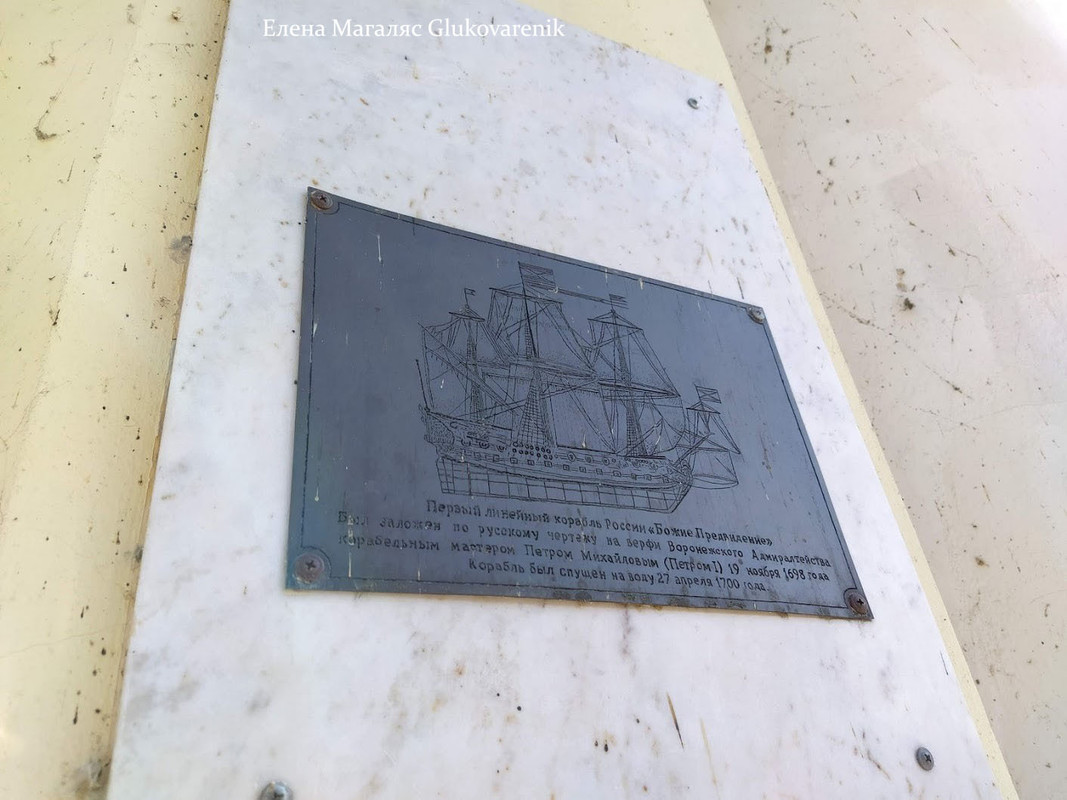 Елена Магаляс Glukovarenik
Первый линейный корабль России «Божие Предвидение»
Был заложен по русскому чертежу на верфи Воронежского Адмиралтейства
корабельным мастером Петром Михайловым (Петром I) 19 ноября 1698 года
Корабль был спущен на воду 27 апреля 1700 года.